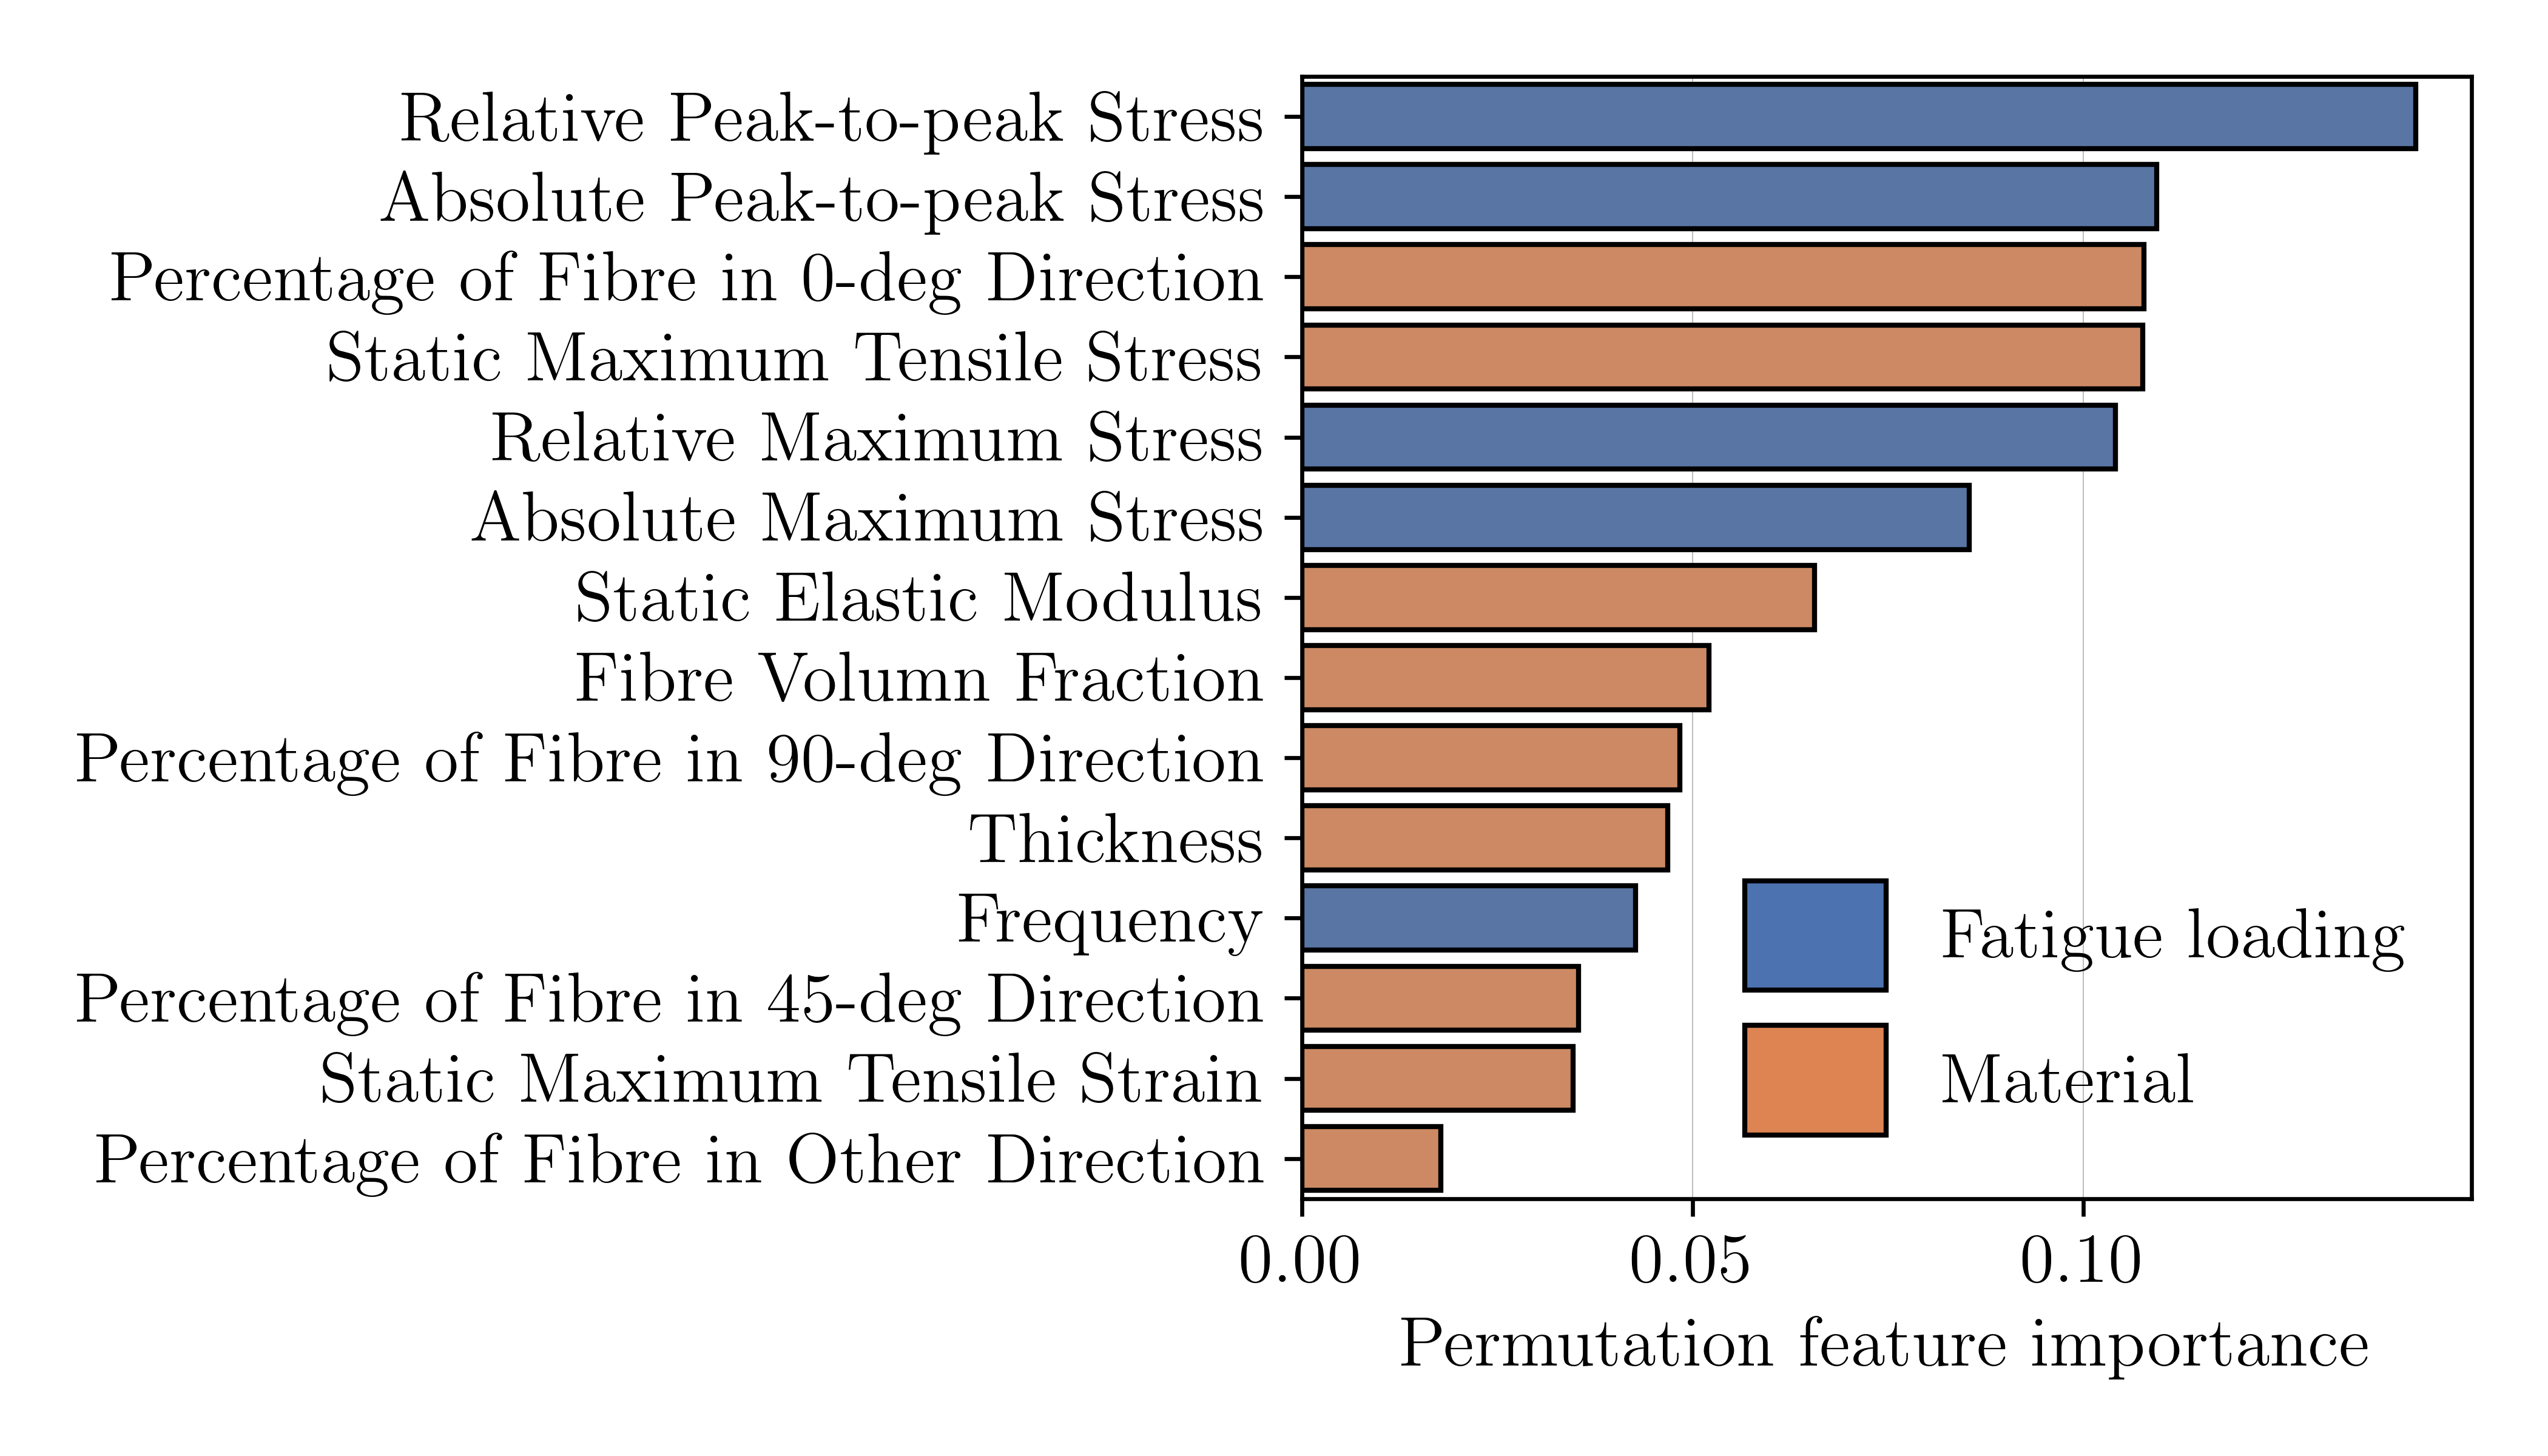 Relative Peak-to-peak Stress
Absolute Peak-to-peak Stress
Percentage of Fibre in 0-deg Direction
Static Maximum Tensile Stress
Relative Maximum Stress
Absolute Maximum Stress
Static Elastic Modulus
Fibre Volumn Fraction
Percentage of Fibre in 90-deg Direction
Thickness
Frequency
Percentage of Fibre in 45-deg Direction
Static Maximum Tensile Strain
Percentage of Fibre in Other Direction
Fatigue loading
Material
0.00 0.05 0.10
Permutation feature importance